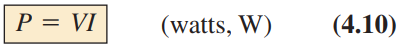 P = VI (watts, W) (4.10)